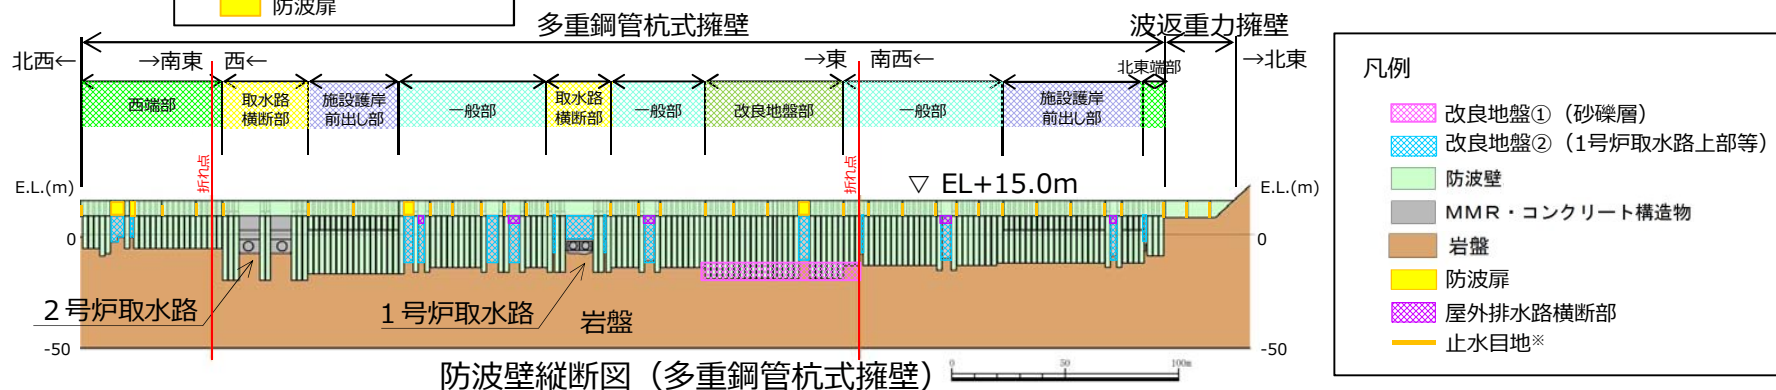 防波扉
多重鋼管杭式擁壁
波返重力擁壁
北西←
→南東
西←
→東
南西←
→北東
北東端部
西端部
取水路
横断部
施設護岸
前出し部
一般部
取水路
横断部
一般部
改良地盤部
一般部
施設護岸
前出し部
折れ点
折れ点
E.L.(m)
▽ EL+15.0m
E.L.(m)
0
0
2号炉取水路
1号炉取水路
岩盤
-50
-50
防波壁縦断図（多重鋼管杭式擁壁）
0 50 100m
凡例
改良地盤①（砂礫層）
改良地盤②（1号炉取水路上部等）
防波壁
MMR・コンクリート構造物
岩盤
防波扉
屋外排水路横断部
止水目地※